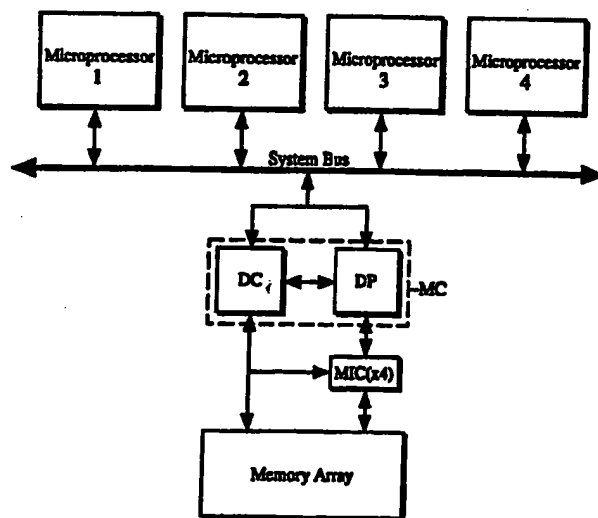 Microprocessor
1
Microprocessor
2
Microprocessor
3
Microprocessor
4
System Bus
DC
DP
MC
MIC(x4)
Memory Array